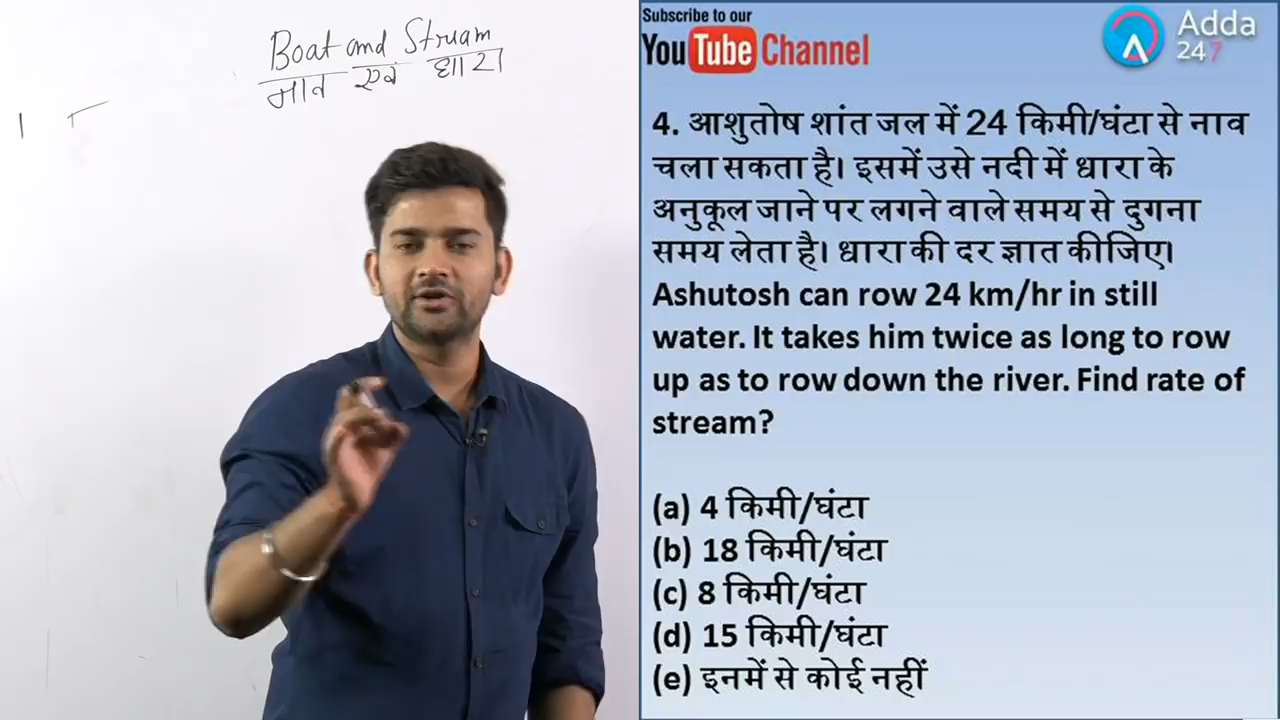 Boat and Stream
नाव एवं धारा
Subscribe to our
YouTube Channel
Adda
247
4. आशुतोष शांत जल में 24 किमी/घंटा से नाव
चला सकता है। इसमें उसे नदी में धारा के
अनुकूल जाने पर लगने वाले समय से दुगना
समय लेता है। धारा की दर ज्ञात कीजिए।
Ashutosh can row 24 km/hr in still
water. It takes him twice as long to row
up as to row down the river. Find rate of
stream?
(a) 4 किमी/घंटा
(b) 18 किमी/घंटा
(c) 8 किमी/घंटा
(d) 15 किमी/घंटा
(e) इनमें से कोई नहीं